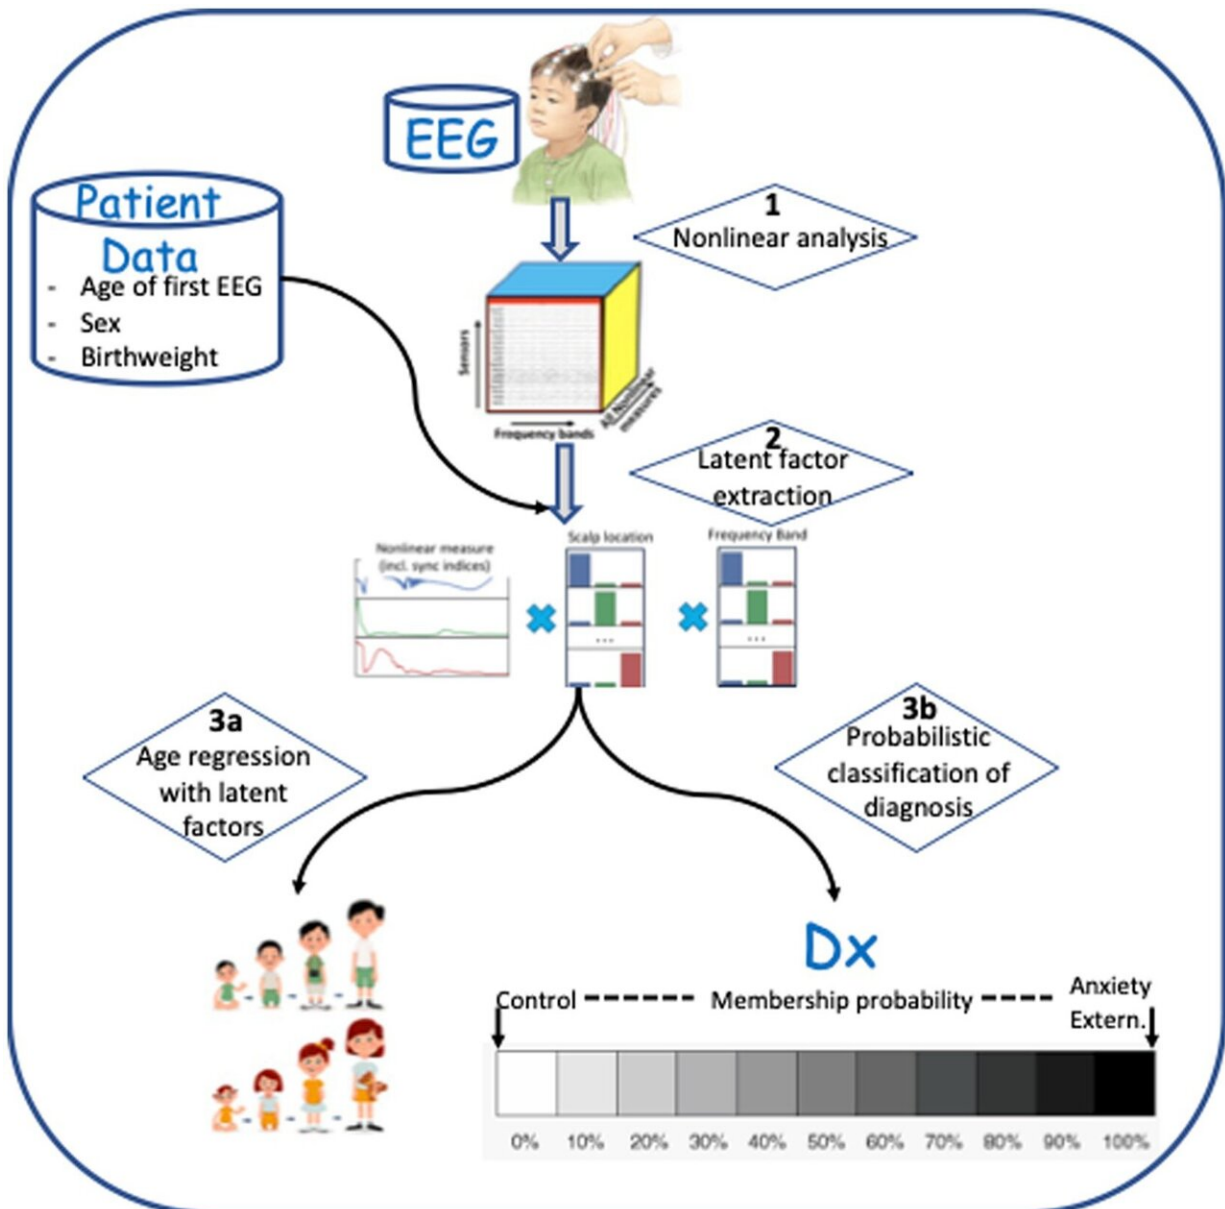 EEG
Patient
Data
- Age of first EEG
- Sex
- Birthweight
1
Nonlinear analysis
Sensors
Frequency bands
All Nonlinear
measures
2
Latent factor
extraction
Nonlinear measure
(incl. sync indices)
Scalp location
...
Frequency Band
...
3a
Age regression
with latent
factors
3b
Probabilistic
classification of
diagnosis
Dx
Control
Membership probability
Anxiety
Extern.
0% 10% 20% 30% 40% 50% 60% 70% 80% 90% 100%